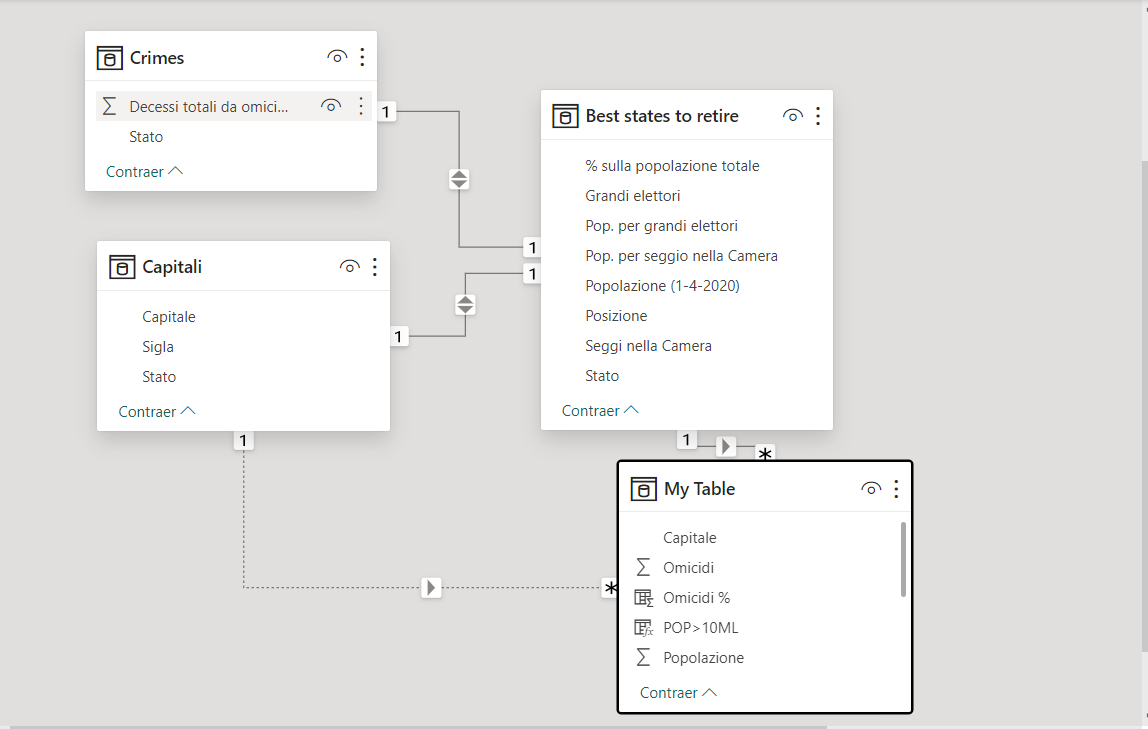 Crimes
Decessi totali da omici...
Stato
Contraer
Capitali
Capitale
Sigla
Stato
Contraer
Best states to retire
% sulla popolazione totale
Grandi elettori
Pop. per grandi elettori
Pop. per seggio nella Camera
Popolazione (1-4-2020)
Posizione
Seggi nella Camera
Stato
Contraer
My Table
Capitale
Omicidi
Omicidi %
POP>10ML
Popolazione
Contraer
1
1
1
1
1
*
1
*